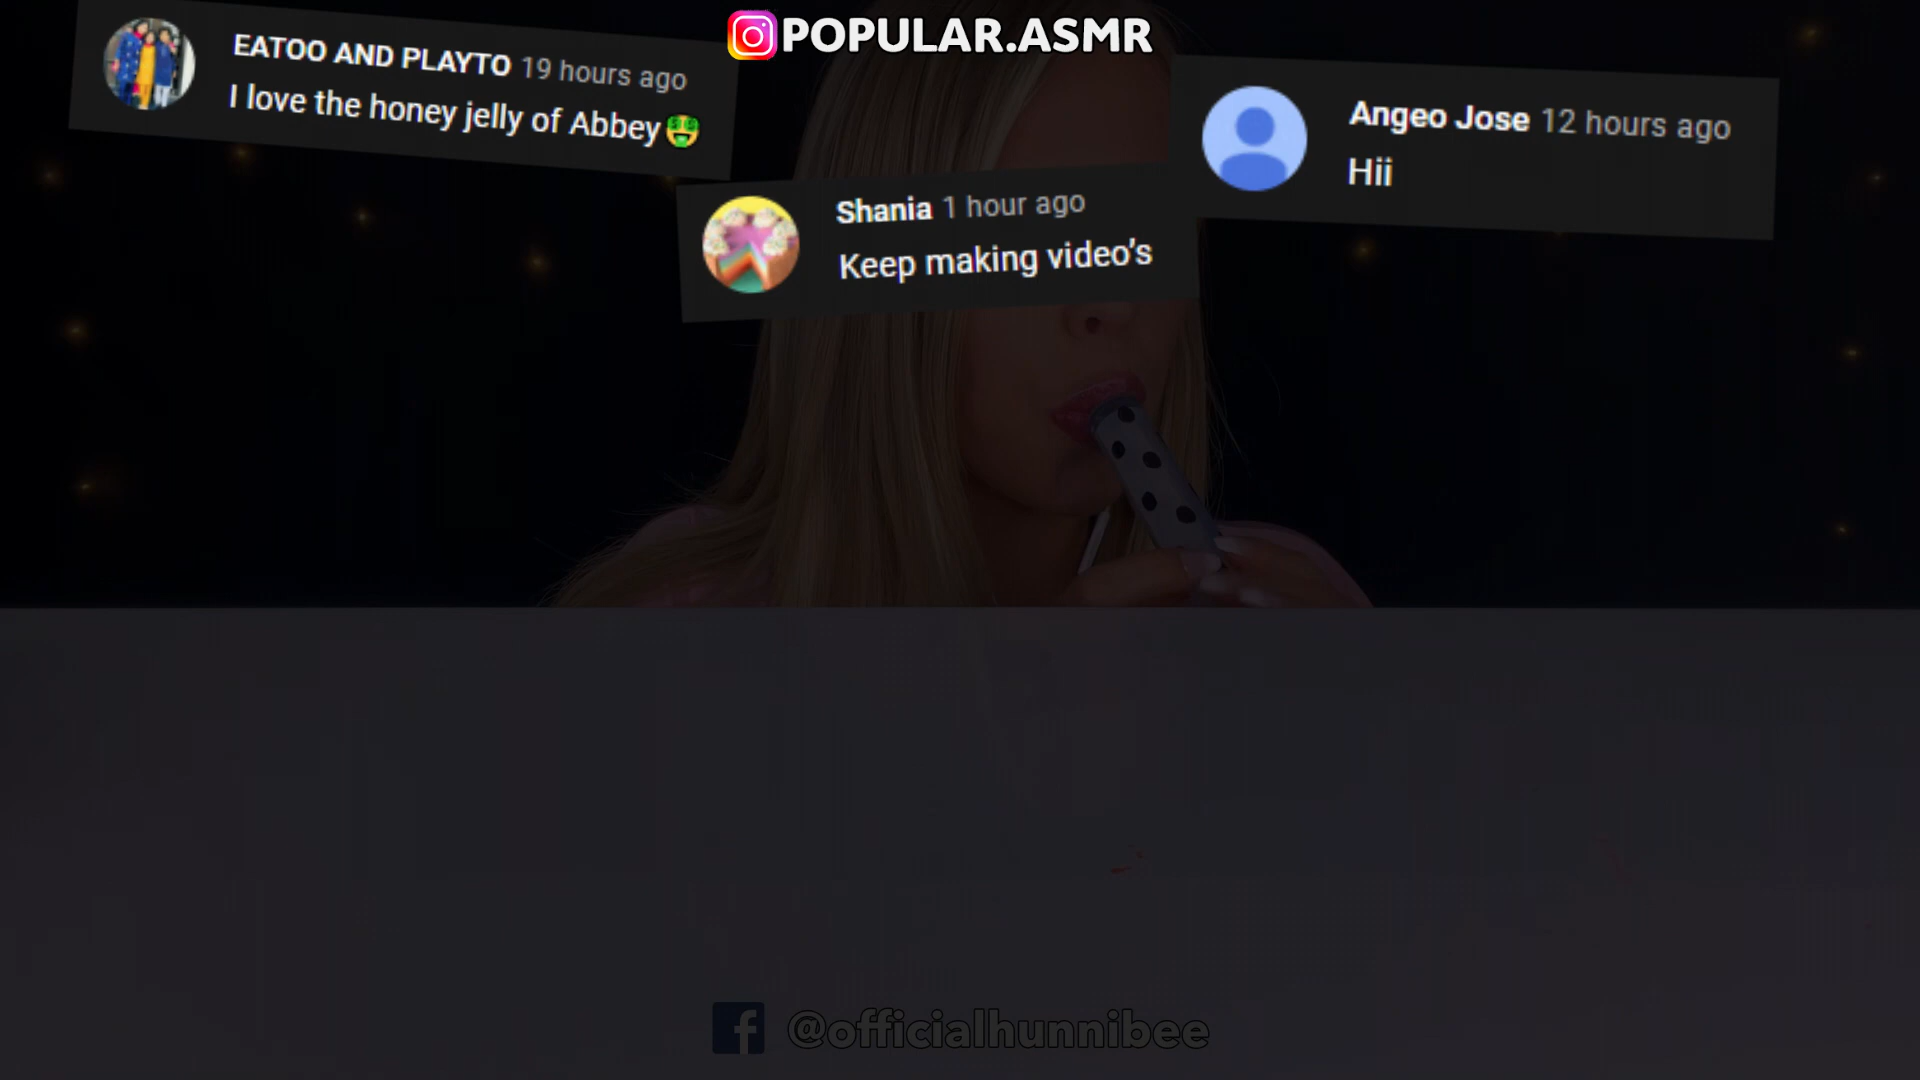 POPULAR.ASMR
EATOO AND PLAYTO 19 hours ago
I love the honey jelly of Abbey🤑
Angeo Jose 12 hours ago
Hii
Shania 1 hour ago
Keep making video's
@officialhunnibee